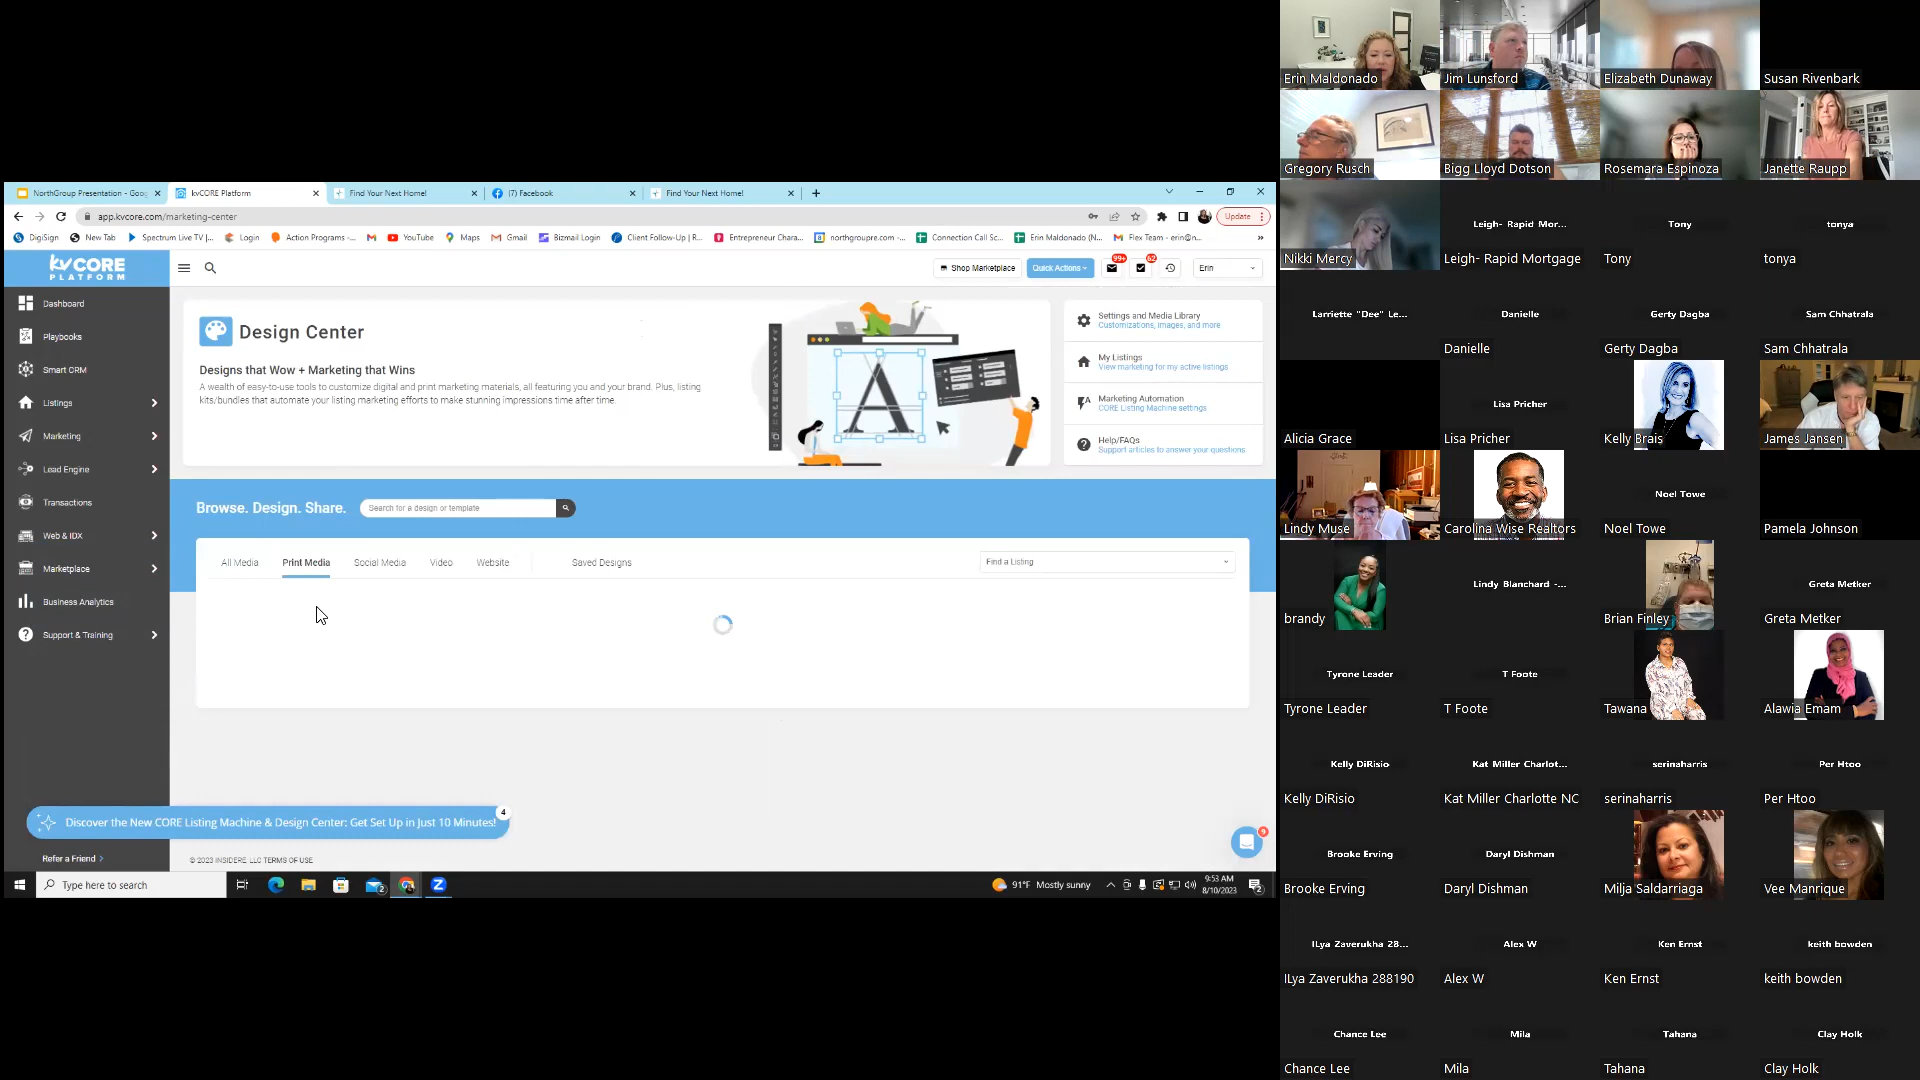 NorthGroup Presentation - Goog
kvCORE Platform
Find Your Next Home!
(7) Facebook
Find Your Next Home!
app.kvcore.com/marketing-center
Update
DigiSign
New Tab
Spectrum Live TV |...
Login
Action Programs -...
YouTube
Maps
Gmail
Bizmail Login
Client Follow-Up | R...
Entrepreneur Chara...
northgroupre.com -...
Connection Call Sc...
Erin Maldonado (N...
Flex Team - erin@n...
kvCORE
PLATFORM
Shop Marketplace
Quick Actions
99+
62
Erin
Dashboard
Playbooks
Smart CRM
Listings
Marketing
Lead Engine
Transactions
Web & IDX
Marketplace
Business Analytics
Support & Training
Design Center
Designs that Wow + Marketing that Wins
A wealth of easy-to-use tools to customize digital and print marketing materials, all featuring you and your brand. Plus, listing
kits/bundles that automate your listing marketing efforts to make stunning impressions time after time.
A
Settings and Media Library
Customizations, images, and more
My Listings
View marketing for my active listings
Marketing Automation
CORE Listing Machine settings
Help/FAQs
Support articles to answer your questions
Browse. Design. Share.
Search for a design or template
All Media
Print Media
Social Media
Video
Website
Saved Designs
Find a Listing
Discover the New CORE Listing Machine & Design Center: Get Set Up in Just 10 Minutes!
4
9
Refer a Friend
© 2023 INSIDERE, LLC TERMS OF USE
Type here to search
91°F Mostly sunny
9:53 AM
8/10/2023
Erin Maldonado
Jim Lunsford
Elizabeth Dunaway
Susan Rivenbark
Gregory Rusch
Bigg Lloyd Dotson
Rosemara Espinoza
Janette Raupp
Nikki Mercy
Leigh- Rapid Mor...
Leigh- Rapid Mortgage
Tony
Tony
tonya
tonya
Larriette "Dee" Le...
Danielle
Danielle
Gerty Dagba
Gerty Dagba
Sam Chhatrala
Sam Chhatrala
Alicia Grace
Lisa Pricher
Lisa Pricher
Kelly Brais
James Jansen
Lindy Muse
Carolina Wise Realtors
Noel Towe
Noel Towe
Pamela Johnson
brandy
Lindy Blanchard -...
Brian Finley
Greta Metker
Greta Metker
Tyrone Leader
Tyrone Leader
T Foote
T Foote
Tawana
Alawia Emam
Kelly DiRisio
Kelly DiRisio
Kat Miller Charlot...
Kat Miller Charlotte NC
serinaharris
serinaharris
Per Htoo
Per Htoo
Brooke Erving
Brooke Erving
Daryl Dishman
Daryl Dishman
Milja Saldarriaga
Vee Manrique
ILya Zaverukha 28...
ILya Zaverukha 288190
Alex W
Alex W
Ken Ernst
Ken Ernst
keith bowden
keith bowden
Chance Lee
Chance Lee
Mila
Mila
Tahana
Tahana
Clay Holk
Clay Holk